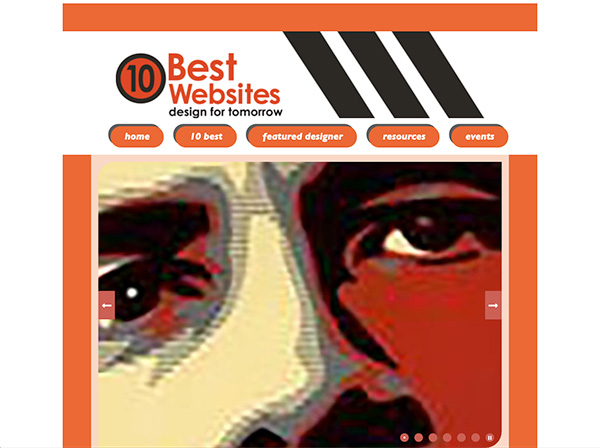 10
Best
Websites
design for tomorrow
home 10 best featured designer resources events